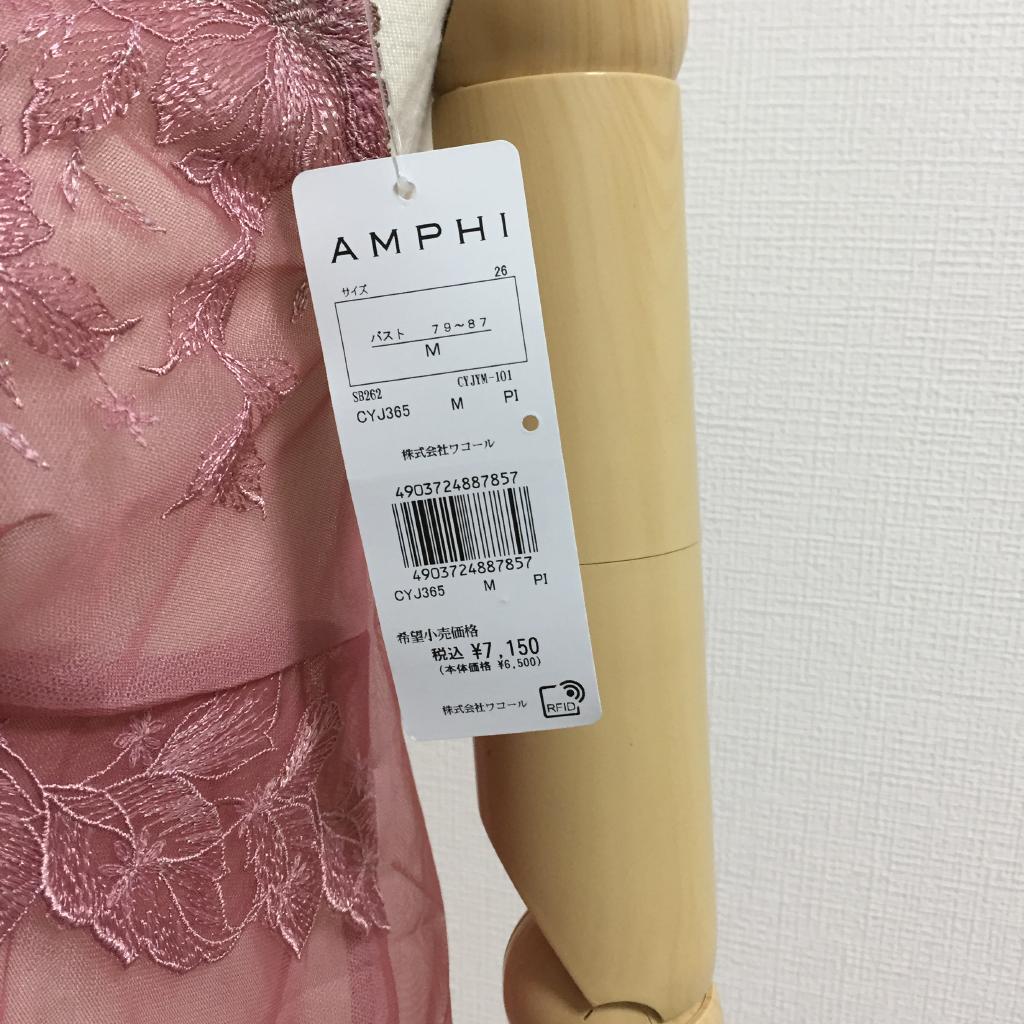 AMPHI
サイズ 26
バスト 79～87
M
SB262 CYJYM-101
CYJ365 M PI
株式会社ワコール
4903724887857
4903724887857
CYJ365 M PI
希望小売価格
税込 ¥7,150
(本体価格 ¥6,500)
株式会社ワコール RFID